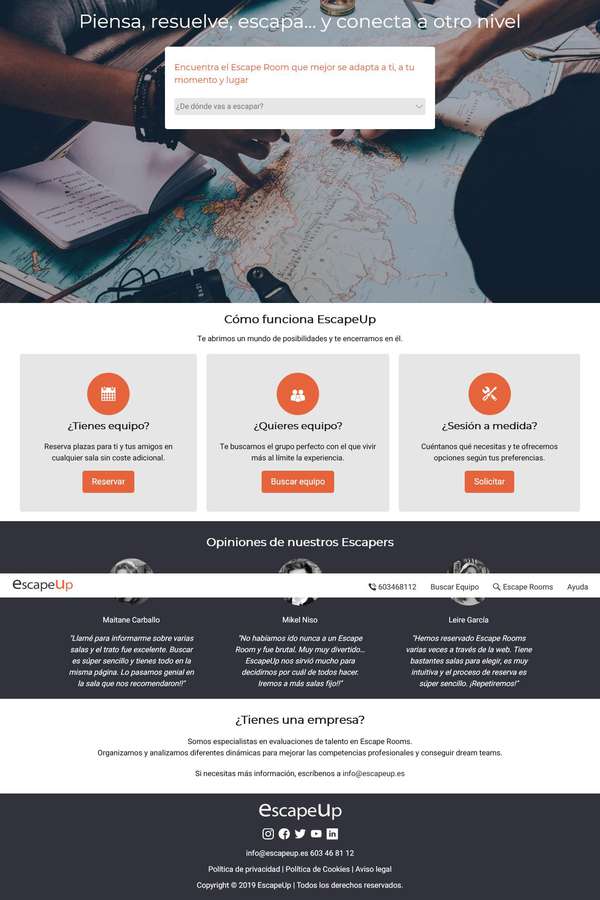 Piensa, resuelve, escapa... y conecta a otro nivel
Encuentra el Escape Room que mejor se adapta a ti, a tu
momento y lugar
¿De dónde vas a escapar?
Cómo funciona EscapeUp
Te abrimos un mundo de posibilidades y te encerramos en él.
¿Tienes equipo?
Reserva plazas para ti y tus amigos en
cualquier sala sin coste adicional.
Reservar
¿Quieres equipo?
Te buscamos el grupo perfecto con el que vivir
más al límite la experiencia.
Buscar equipo
¿Sesión a medida?
Cuéntanos qué necesitas y te ofrecemos
opciones según tus preferencias.
Solicitar
Opiniones de nuestros Escapers
escapeUp
603468112
Buscar Equipo
Escape Rooms
Ayuda
Maitane Carballo
"Llamé para informarme sobre varias
salas y el trato fue excelente. Buscar
es súper sencillo y tienes todo en la
misma página. Lo pasamos genial en
la sala que nos recomendaron!!"
Mikel Niso
"No habíamos ido nunca a un Escape
Room y fue brutal. Muy muy divertido...
EscapeUp nos sirvió mucho para
decidirnos por cuál de todos hacer.
Iremos a más salas fijo!!"
Leire García
"Hemos reservado Escape Rooms
varias veces a través de la web. Tiene
bastantes salas para elegir, es muy
intuitiva y el proceso de reserva es
súper sencillo. ¡Repetiremos!"
¿Tienes una empresa?
Somos especialistas en evaluaciones de talento en Escape Rooms.
Organizamos y analizamos diferentes dinámicas para mejorar las competencias profesionales y conseguir dream teams.
Si necesitas más información, escríbenos a info@escapeup.es
escapeUp
info@escapeup.es 603 46 81 12
Política de privacidad | Política de Cookies | Aviso legal
Copyright © 2019 EscapeUp | Todos los derechos reservados.